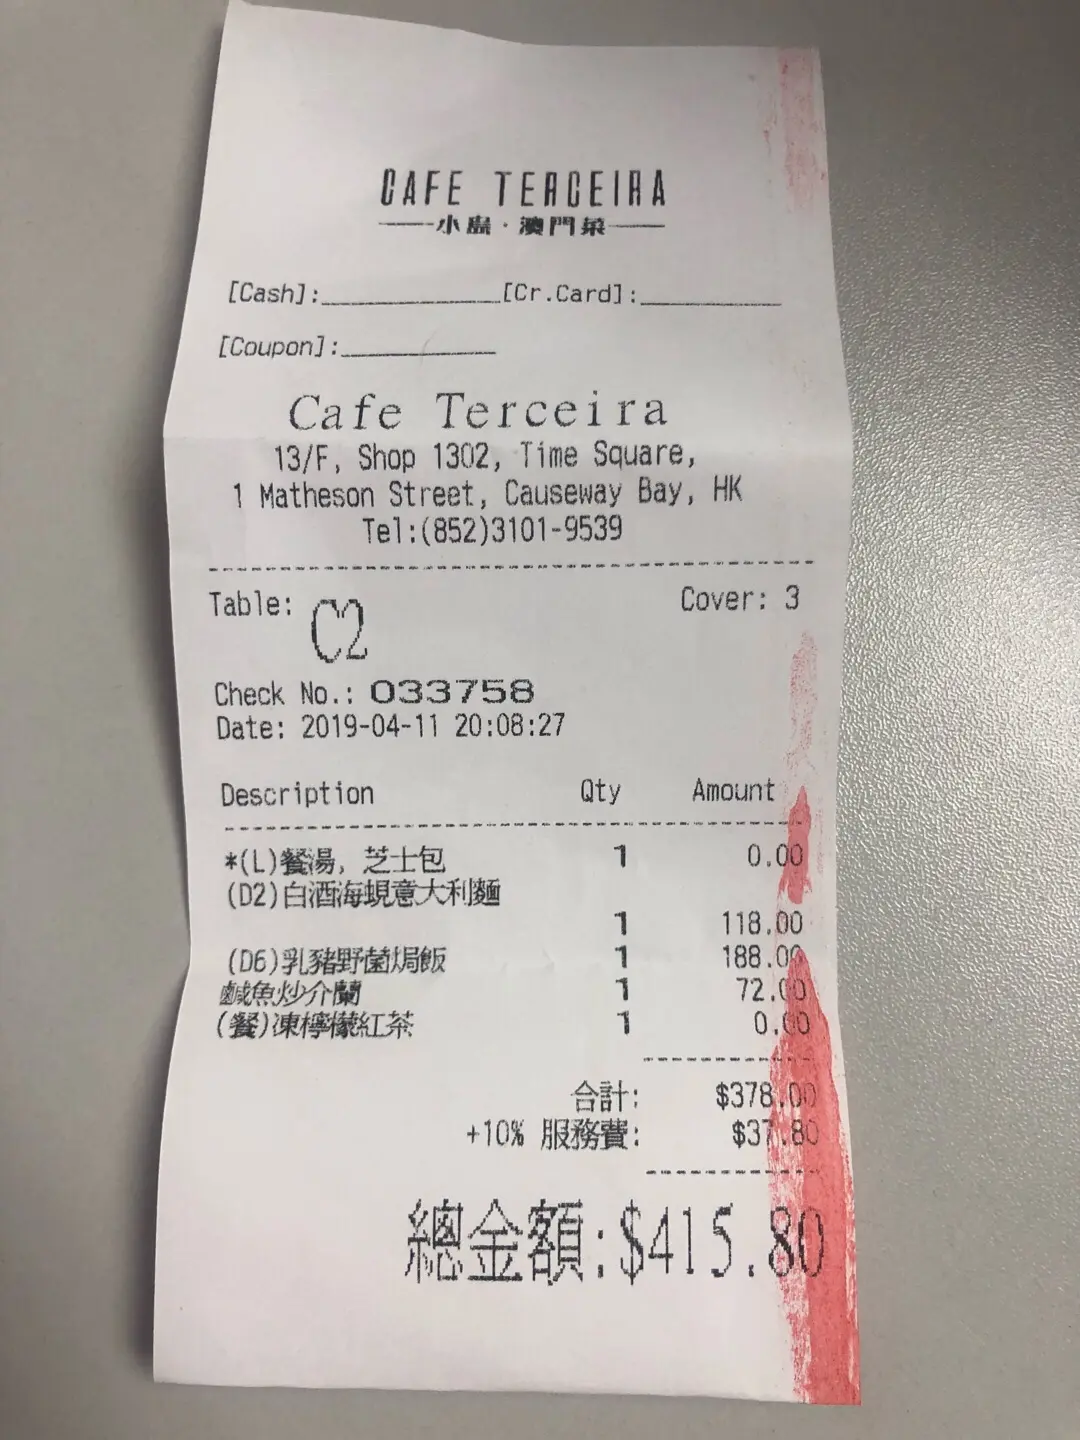 CAFE TERCEIRA
小島·澳門菜
[Cash]:____________[Cr.Card]:__________
[Coupon]:___________
Cafe Terceira
13/F, Shop 1302, Time Square,
1 Matheson Street, Causeway Bay, HK
Tel:(852)3101-9539
Table: C2 Cover: 3
Check No.: 033758
Date: 2019-04-11 20:08:27
Description Qty Amount
*(L)餐湯, 芝士包 1 0.00
(D2)白酒海蜆意大利麵
1 118.00
(D6)乳豬野菌焗飯 1 188.00
鹹魚炒介蘭 1 72.00
(餐)凍檸檬紅茶 1 0.00
合計: $378.00
+10% 服務費: $37.80
總金額:$415.80